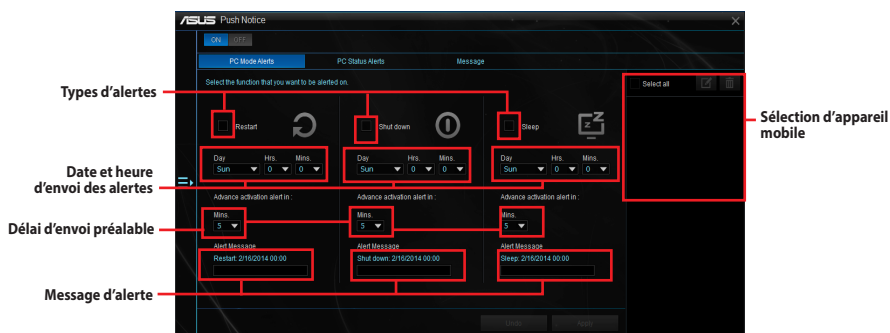 ASUS Push Notice
ON OFF
PC Mode Alerts PC Status Alerts Message
Select the function that you want to be alerted on.
Select all
Types d'alertes
Restart Shut down Sleep
Sélection d'appareil
mobile
Day Hrs. Mins. Day Hrs. Mins. Day Hrs. Mins.
Sun 0 0 Sun 0 0 Sun 0 0
Date et heure
d'envoi des alertes
Advance activation alert in : Advance activation alert in : Advance activation alert in :
Mins. Mins. Mins.
5 5 5
Délai d'envoi préalable
Alert Message Alert Message Alert Message
Restart: 2/16/2014 00:00 Shut down: 2/16/2014 00:00 Sleep: 2/16/2014 00:00
Message d'alerte
Undo Apply